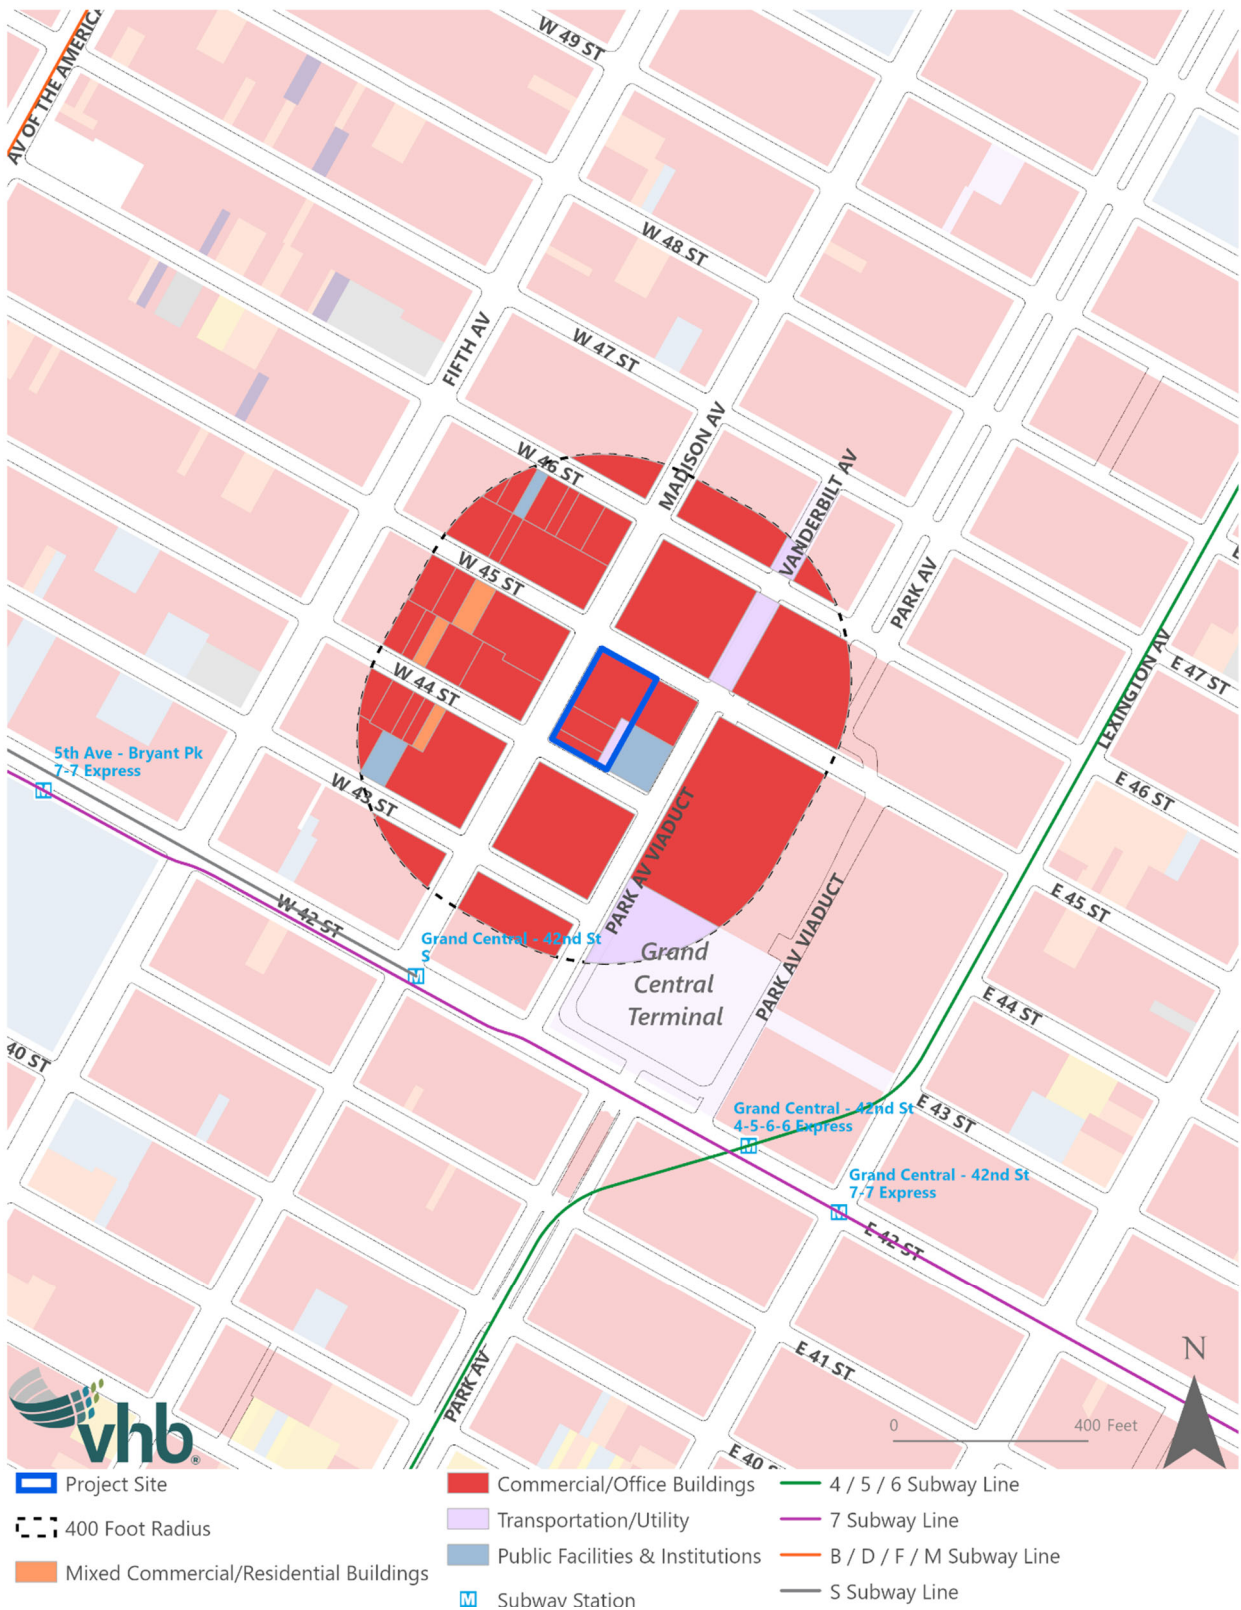 W 49 ST
AV OF THE AMERICA
W 48 ST
FIFTH AV
W 47 ST
MADISON AV
W 46 ST
VANDERBILT AV
W 45 ST
PARK AV
W 44 ST
LEXINGTON AV
E 47 ST
5th Ave - Bryant Pk
7-7 Express
M
W 43 ST
E 46 ST
PARK AV VIADUCT
PARK AV VIADUCT
E 45 ST
W 42 ST
Grand Central - 42nd St
S
M
Grand
Central
Terminal
E 44 ST
40 ST
Grand Central - 42nd St
4-5-6-6 Express
M
E 43 ST
Grand Central - 42nd St
7-7 Express
M
E 42 ST
E 41 ST
PARK AV
N
0 400 Feet
E 40 S
vhb®
Project Site
400 Foot Radius
Mixed Commercial/Residential Buildings
Commercial/Office Buildings
Transportation/Utility
Public Facilities & Institutions
M Subway Station
4 / 5 / 6 Subway Line
7 Subway Line
B / D / F / M Subway Line
S Subway Line